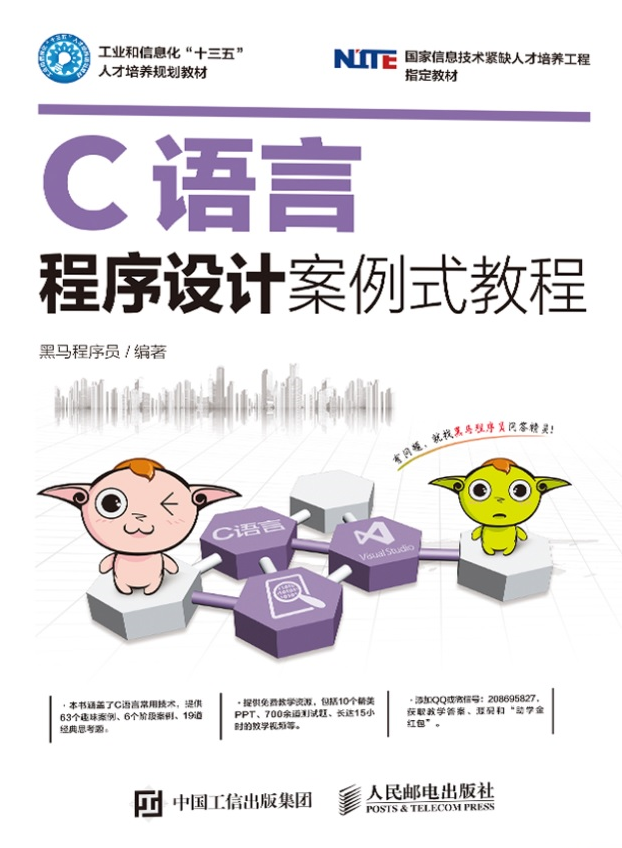 工业和信息化“十三五”
人才培养规划教材
NITE
国家信息技术紧缺人才培养工程
指定教材
C语言
程序设计案例式教程
黑马程序员 / 编著
有问题,就找黑马程序员问答精灵!
C语言
Visual Studio
·本书涵盖了C语言常用技术,提供
63个趣味案例、6个阶段案例、19道
经典思考题。
·提供免费教学资源,包括10个精美
PPT、700余道测试题、长达15小
时的教学视频等。
·添加QQ或微信号:208695827,
获取教学答案、源码和“助学金
红包”。
中国工信出版集团
人民邮电出版社
POSTS & TELECOM PRESS